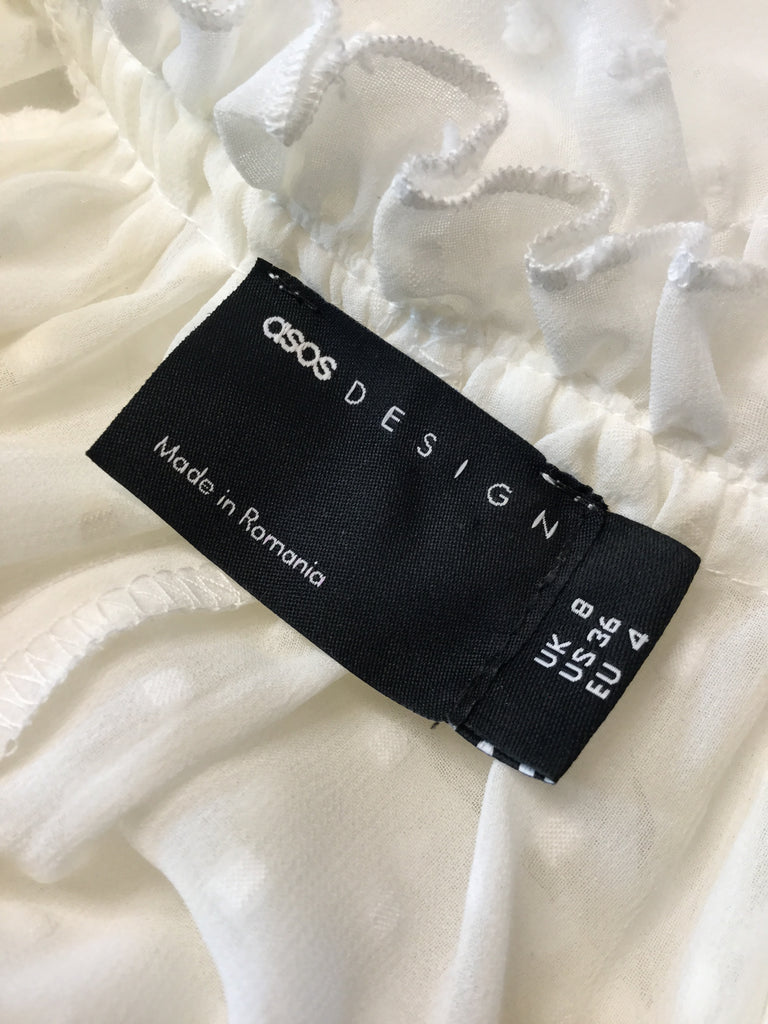 asos DESIGN
Made in Romania
UK 8
US 36
EU 4